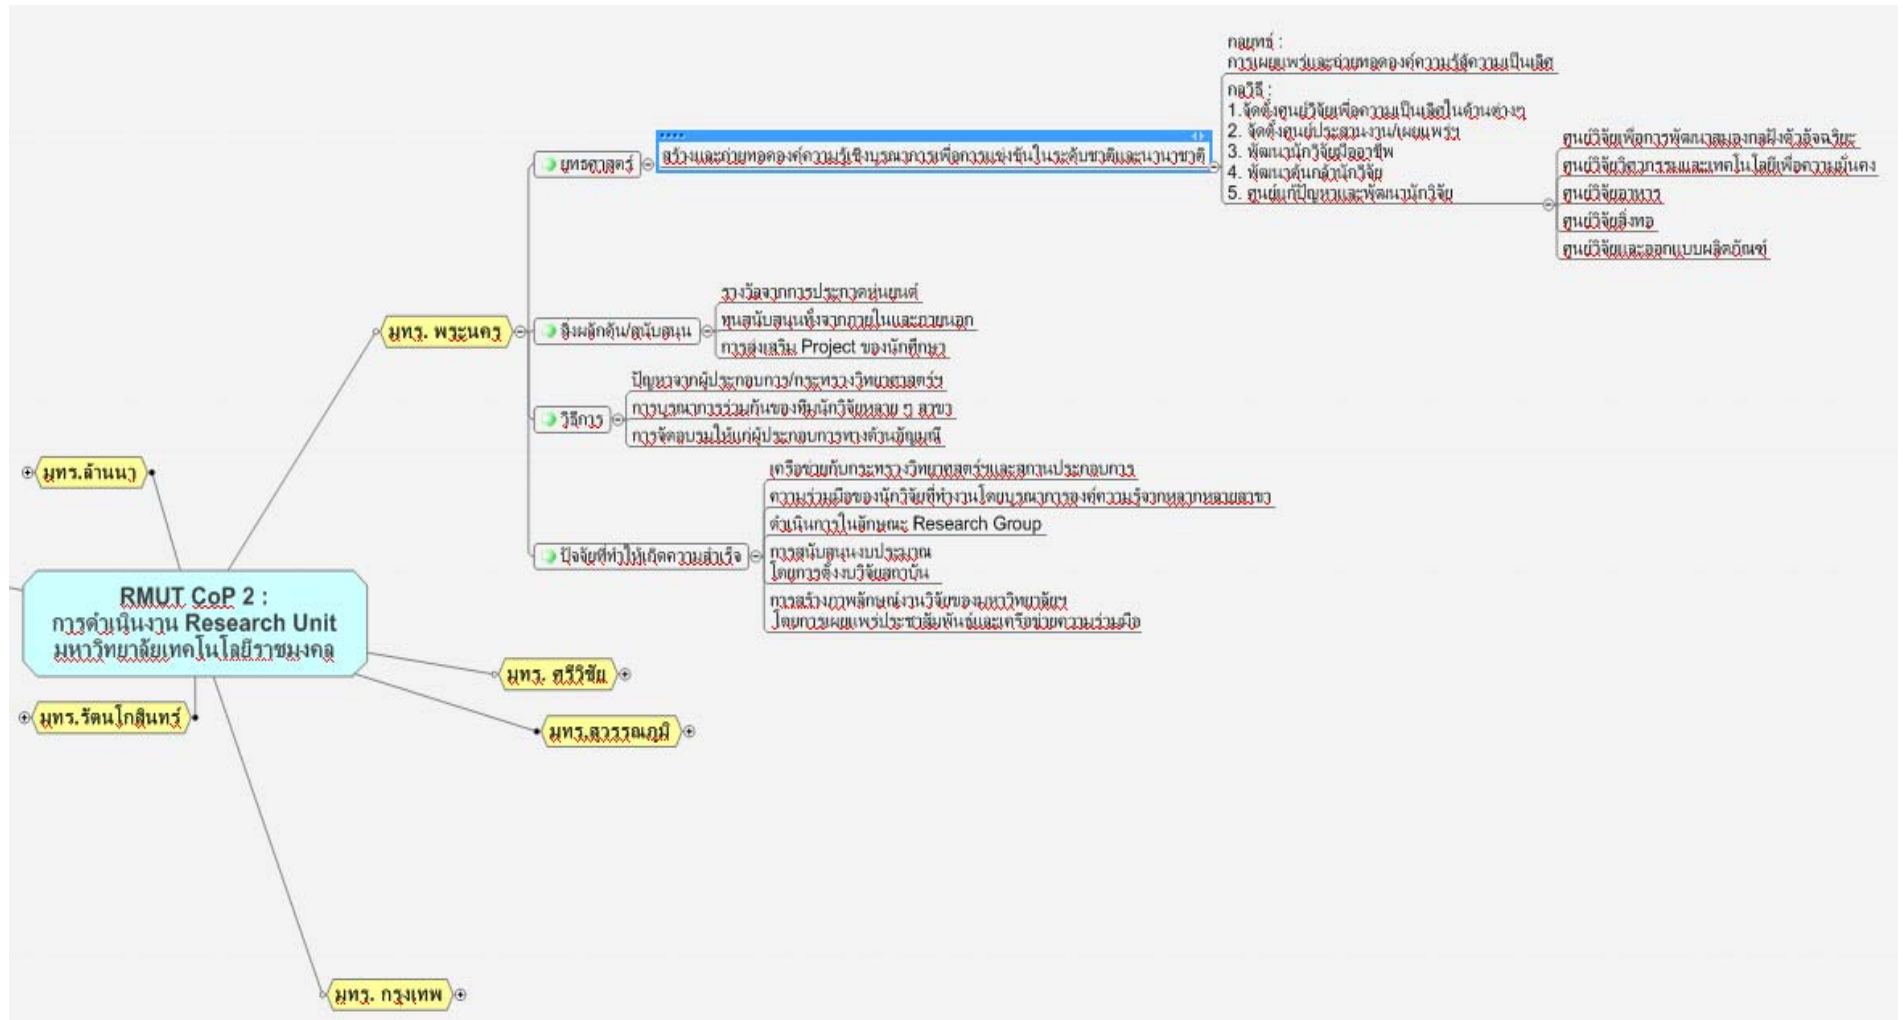 RMUT CoP 2 :
การดำเนินงาน Research Unit
มหาวิทยาลัยเทคโนโลยีราชมงคล
มทร. พระนคร
ยุทธศาสตร์
สร้างและถ่ายทอดองค์ความรู้เชิงบูรณาการเพื่อการแข่งขันในระดับชาติและนานาชาติ
กลยุทธ์ :
การเผยแพร่และถ่ายทอดองค์ความรู้สู่ความเป็นเลิศ
กลวิธี :
1. จัดตั้งศูนย์วิจัยเพื่อความเป็นเลิศในด้านต่างๆ
2. จัดตั้งศูนย์ประสานงาน/เผยแพร่ฯ
3. พัฒนานักวิจัยมืออาชีพ
4. พัฒนาต้นกล้านักวิจัย
5. ศูนย์แก้ปัญหาและพัฒนานักวิจัย
ศูนย์วิจัยเพื่อการพัฒนาสมองกลฝังตัวอัจฉริยะ
ศูนย์วิจัยวิศวกรรมและเทคโนโลยีเพื่อความมั่นคง
ศูนย์วิจัยอาหาร
ศูนย์วิจัยสิ่งทอ
ศูนย์วิจัยและออกแบบผลิตภัณฑ์
สิ่งผลักดัน/สนับสนุน
รางวัลจากการประกวดหุ่นยนต์
ทุนสนับสนุนทั้งจากภายในและภายนอก
การส่งเสริม Project ของนักศึกษา
วิธีการ
ปัญหาจากผู้ประกอบการ/กระทรวงวิทยาศาสตร์ฯ
การบูรณาการร่วมกันของทีมนักวิจัยหลาย ๆ สาขา
การจัดอบรมให้แก่ผู้ประกอบการทางด้านอัญมณี
ปัจจัยที่ทำให้เกิดความสำเร็จ
เครือข่ายกับกระทรวงวิทยาศสตร์ฯและสถานประกอบการ
ความร่วมมือของนักวิจัยที่ทำงานโดยบูรณาการองค์ความรู้จากหลากหลายสาขา
ดำเนินการในลักษณะ Research Group
การสนับสนุนงบประมาณ
โดยการตั้งงบวิจัยสถาบัน
การสร้างภาพลักษณ์งานวิจัยของมหาวิทยาลัยฯ
โดยการเผยแพร่ประชาสัมพันธ์และเครือข่ายความร่วมมือ
มทร.ล้านนา
มทร.รัตนโกสินทร์
มทร. ศรีวิชัย
มทร.สุวรรณภูมิ
มทร. กรุงเทพ